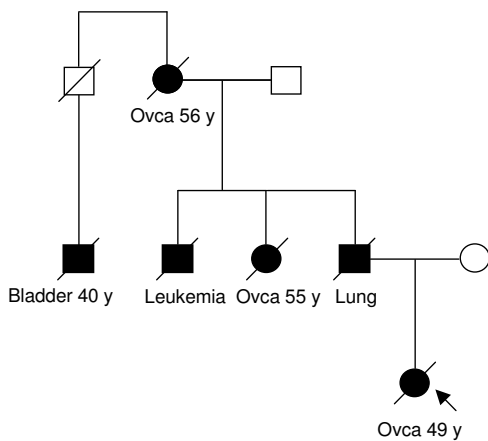 Ovca 56 y
Bladder 40 y
Leukemia
Ovca 55 y
Lung
Ovca 49 y